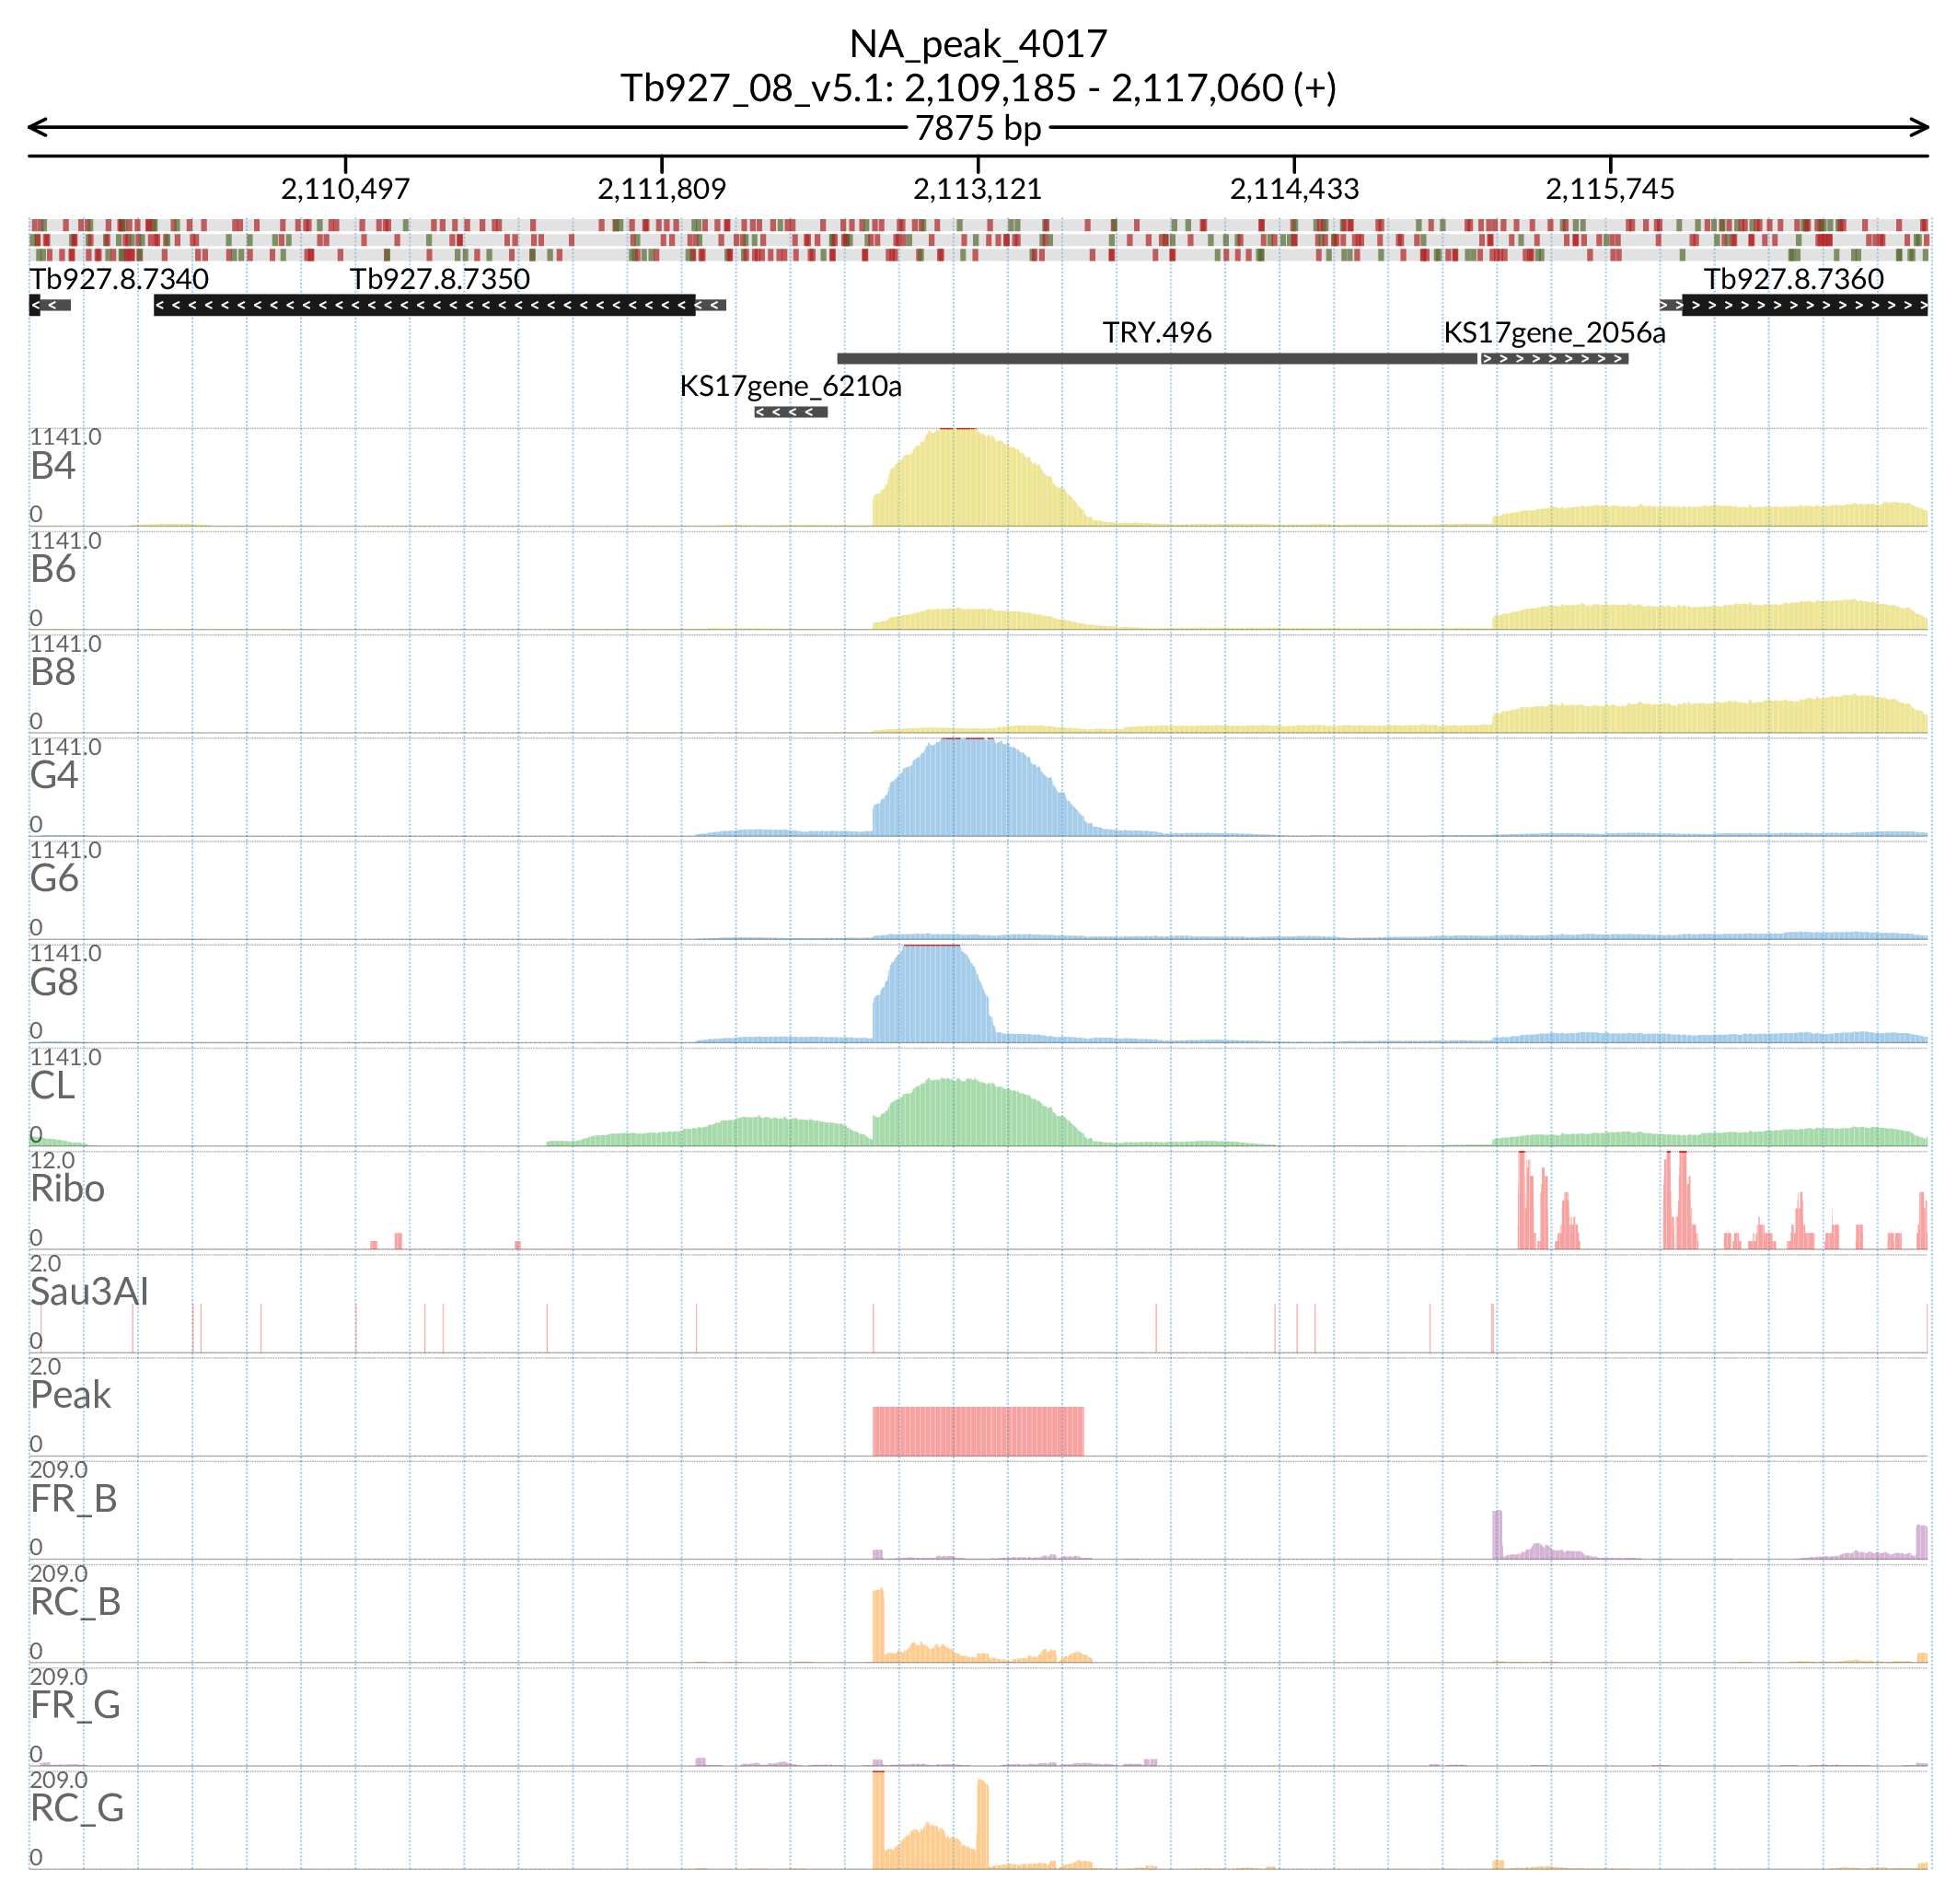 NA_peak_4017
Tb927_08_v5.1: 2,109,185 - 2,117,060 (+)
7875 bp
2,110,497 2,111,809 2,113,121 2,114,433 2,115,745
Tb927.8.7340 Tb927.8.7350 Tb927.8.7360
TRY.496 KS17gene_2056a
KS17gene_6210a
1141.0
B4
0
1141.0
B6
0
1141.0
B8
0
1141.0
G4
0
1141.0
G6
0
1141.0
G8
0
1141.0
CL
0
12.0
Ribo
0
2.0
Sau3AI
0
2.0
Peak
0
209.0
FR_B
0
209.0
RC_B
0
209.0
FR_G
0
209.0
RC_G
0